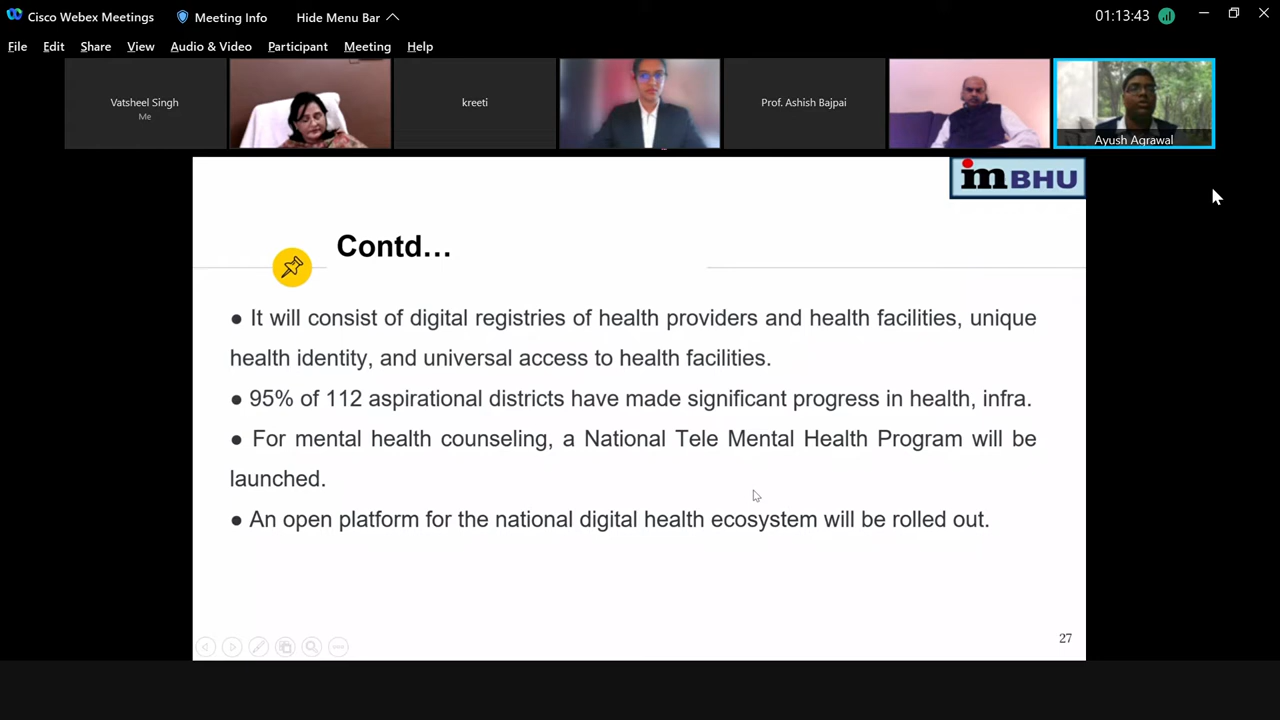 Cisco Webex Meetings
Meeting Info
Hide Menu Bar
01:13:43
File Edit Share View Audio & Video Participant Meeting Help
Vatsheel Singh
Me
kreeti
Prof. Ashish Bajpai
Ayush Agrawal
imBHU
Contd...
● It will consist of digital registries of health providers and health facilities, unique
health identity, and universal access to health facilities.
● 95% of 112 aspirational districts have made significant progress in health, infra.
● For mental health counseling, a National Tele Mental Health Program will be
launched.
● An open platform for the national digital health ecosystem will be rolled out.
27